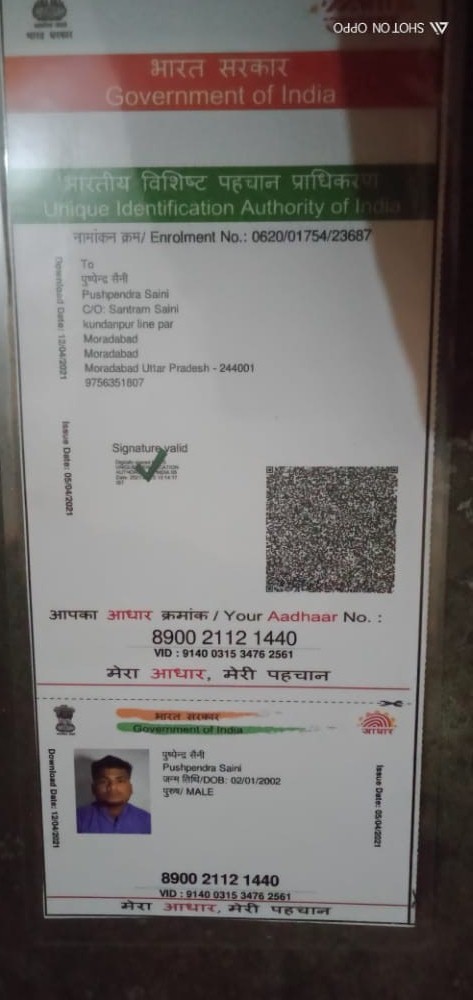 SHOT ON OPPO
भारत सरकार
भारत सरकार
Government of India
भारतीय विशिष्ट पहचान प्राधिकरण
Unique Identification Authority of India
नामांकन क्रम/ Enrolment No.: 0620/01754/23687
To
पुष्पेन्द्र सैनी
Pushpendra Saini
C/O: Santram Saini
kundanpur line par
Moradabad
Moradabad
Moradabad Uttar Pradesh - 244001
9756351807
Download Date: 12/04/2021
Issue Date: 05/04/2021
Signature valid
आपका आधार क्रमांक / Your Aadhaar No. :
8900 2112 1440
VID : 9140 0315 3476 2561
मेरा आधार, मेरी पहचान
भारत सरकार
Government of India
आधार
Download Date: 12/04/2021
पुष्पेन्द्र सैनी
Pushpendra Saini
जन्म तिथि/DOB: 02/01/2002
पुरुष/ MALE
Issue Date: 05/04/2021
8900 2112 1440
VID : 9140 0315 3476 2561
मेरा आधार, मेरी पहचान